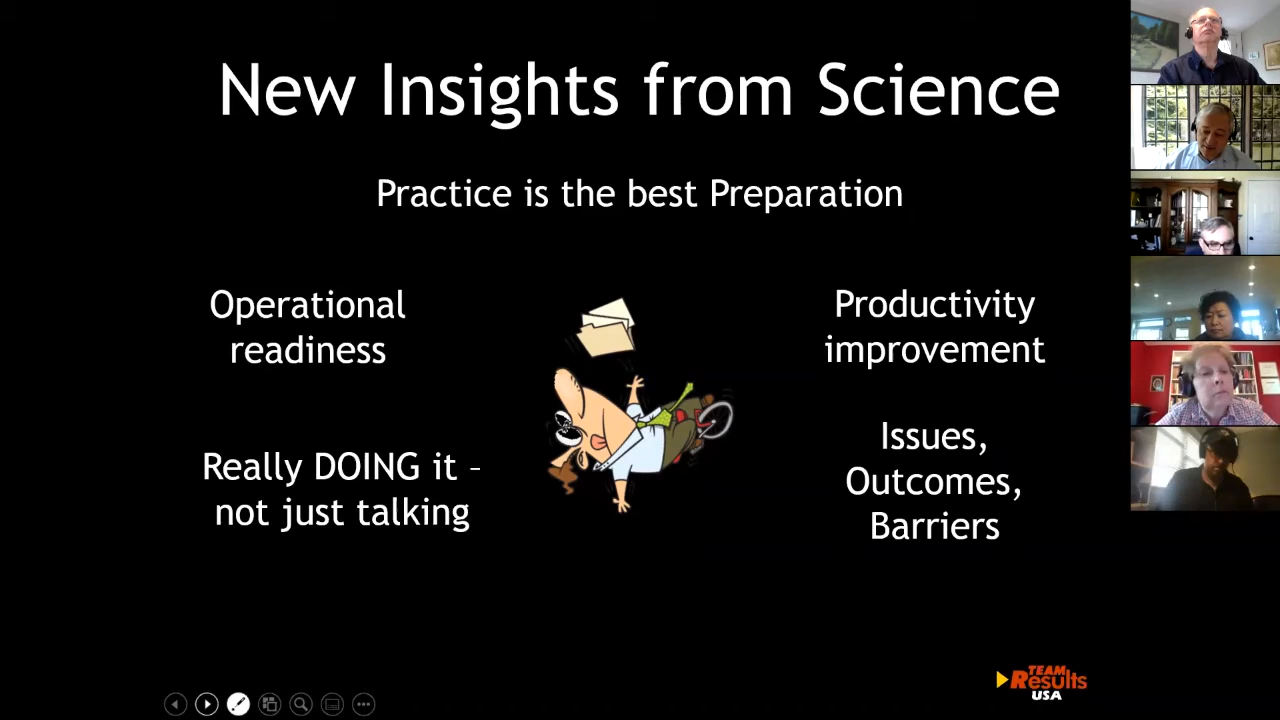 New Insights from Science
Practice is the best Preparation
Operational
readiness
Really DOING it –
not just talking
Productivity
improvement
Issues,
Outcomes,
Barriers
TEAM
Results
USA